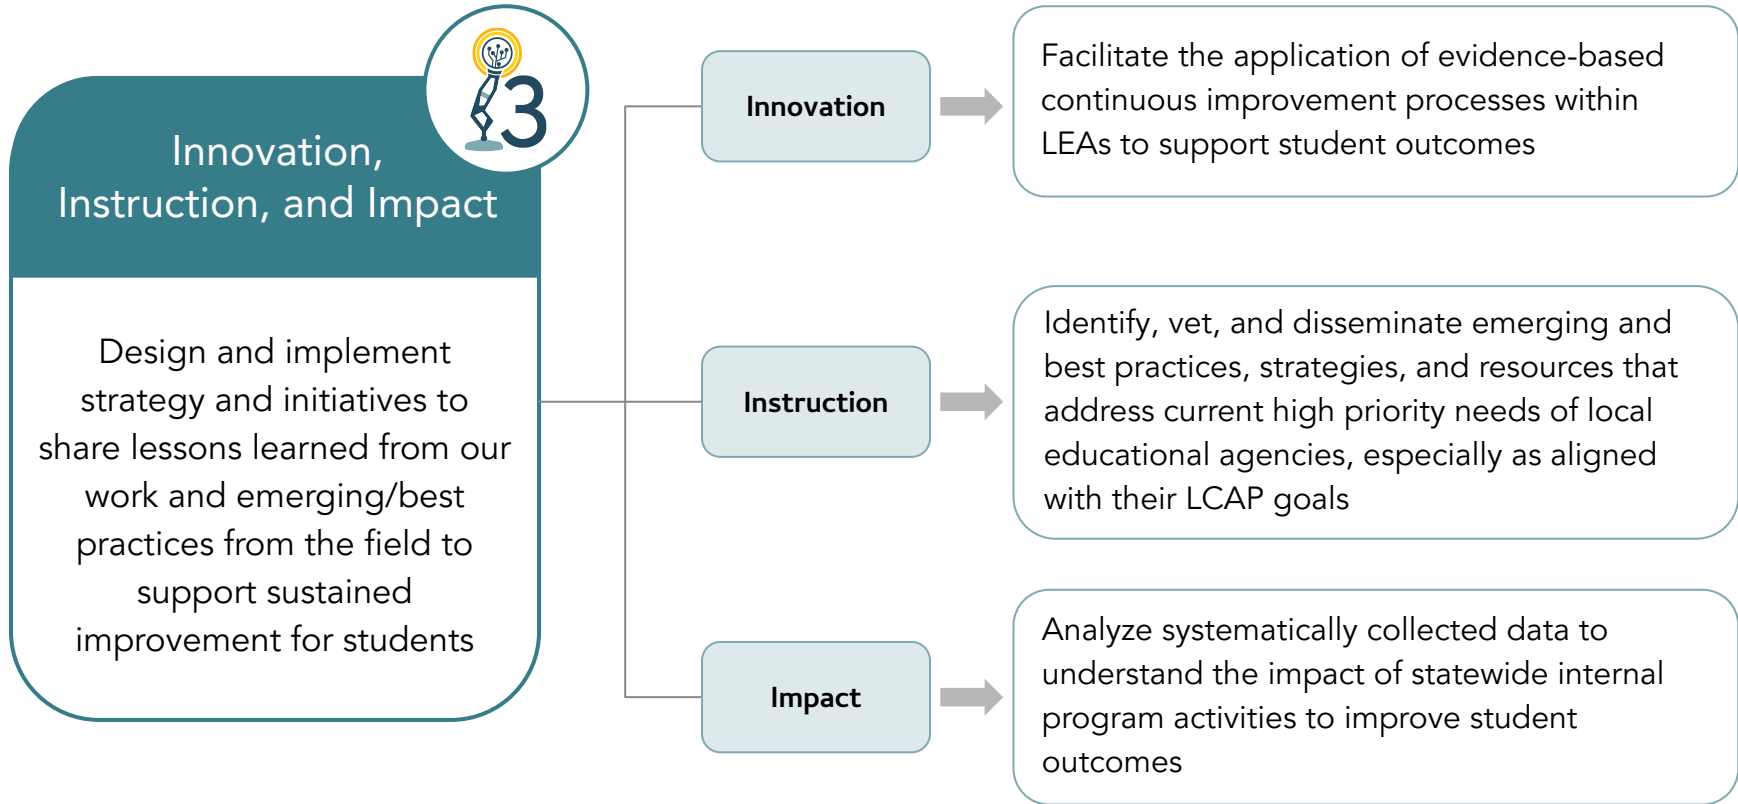 3
Innovation,
Instruction, and Impact
Design and implement
strategy and initiatives to
share lessons learned from our
work and emerging/best
practices from the field to
support sustained
improvement for students
Innovation
Facilitate the application of evidence-based
continuous improvement processes within
LEAs to support student outcomes
Instruction
Identify, vet, and disseminate emerging and
best practices, strategies, and resources that
address current high priority needs of local
educational agencies, especially as aligned
with their LCAP goals
Impact
Analyze systematically collected data to
understand the impact of statewide internal
program activities to improve student
outcomes